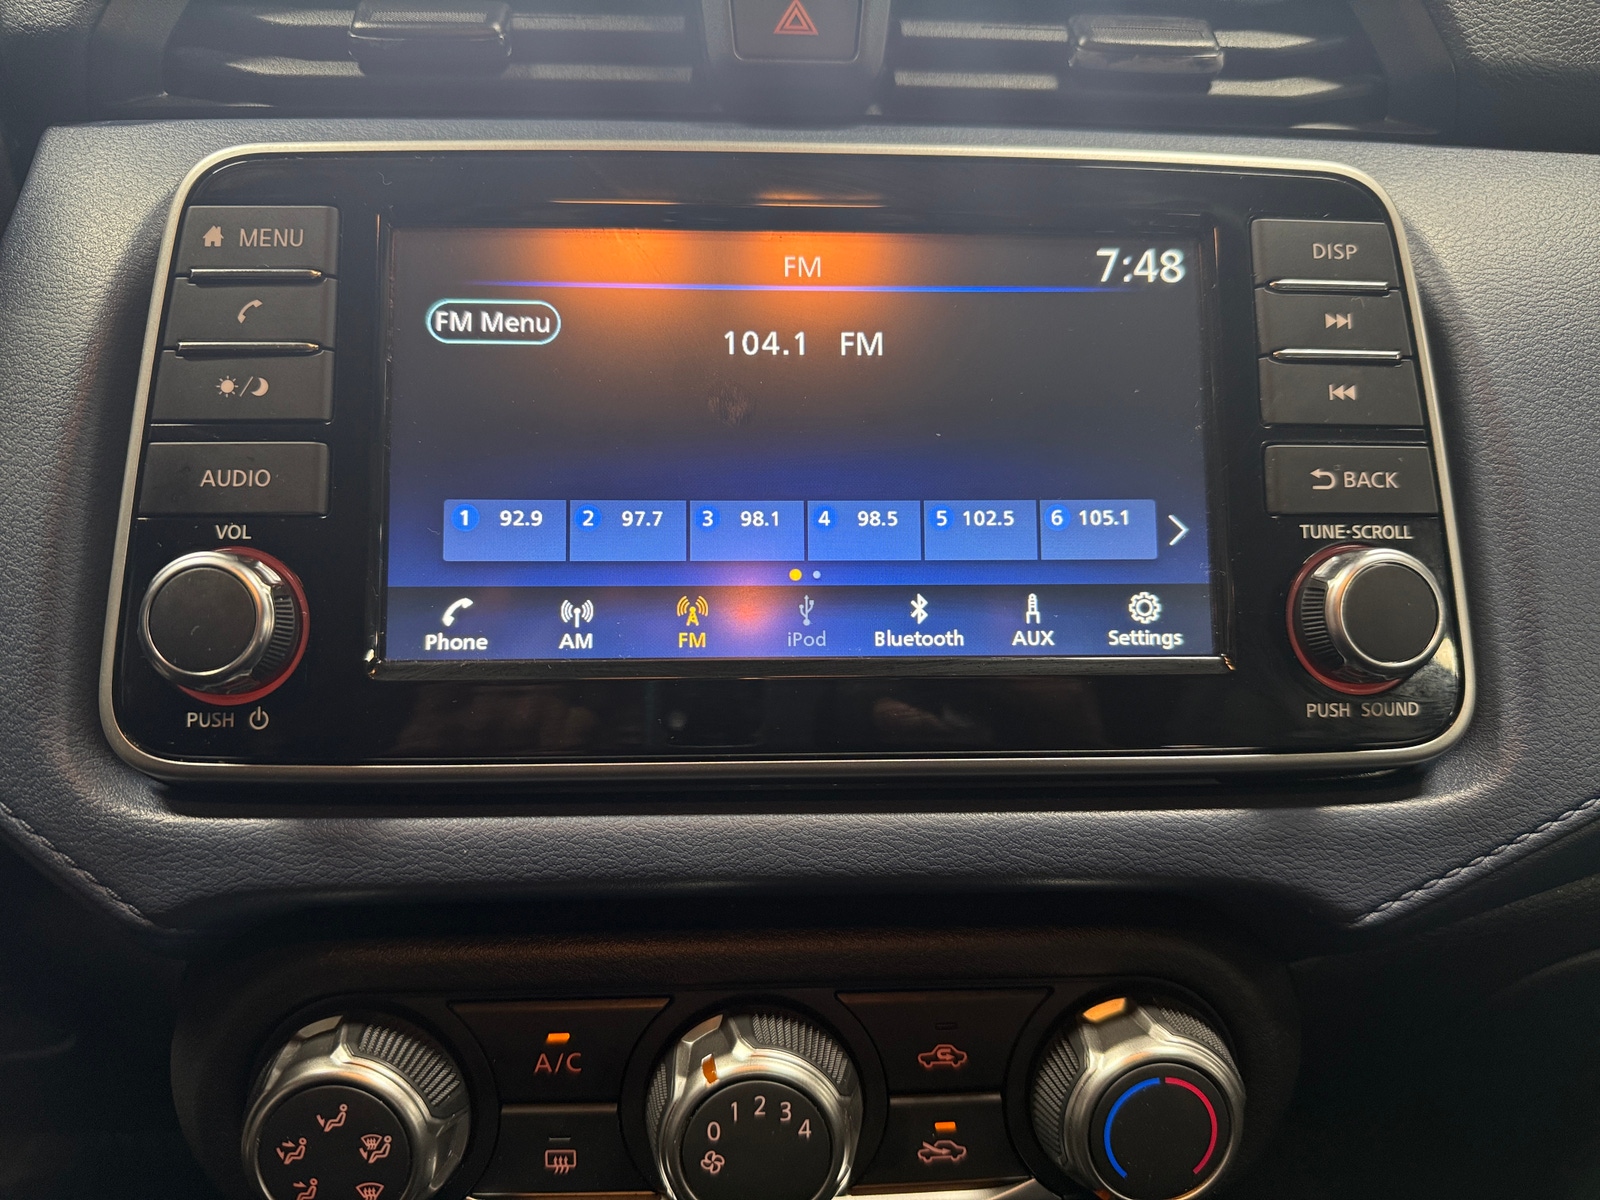 MENU
AUDIO
VOL
PUSH
FM
7:48
FM Menu
104.1 FM
1 92.9
2 97.7
3 98.1
4 98.5
5 102.5
6 105.1
Phone
AM
FM
iPod
Bluetooth
AUX
Settings
DISP
BACK
TUNE·SCROLL
PUSH SOUND
A/C
0 1 2 3 4